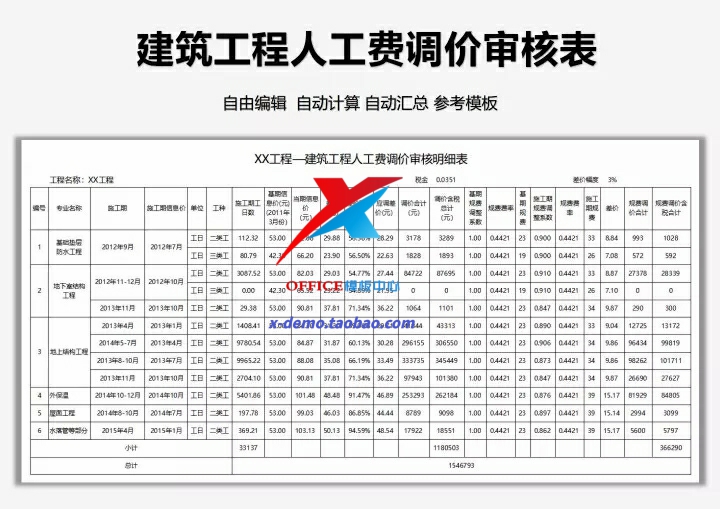 建筑工程人工费调价审核表
自由编辑 自动计算 自动汇总 参考模板
XX工程—建筑工程人工费调价审核明细表
工程名称：XX工程 税金 0.0351 差价幅度 3%
编号 专业名称 施工期 施工期信息价 单位 工种 施工期工日数 基期信息价(元)(2011年3月份) 当期信息价(元) 应调差价(元) 调价合计(元) 调价含税总计(元) 基期规费调整系数 规费费率 基期规费 施工期规费调整系数 规费费率 施工期规费 差价 规费调价合计 规费调价含税合计
1 基础垫层防水工程 2012年9月 2012年7月 工日 二类工 112.32 53.00 29.88 28.29 3178 3289 1.00 0.4421 23 0.900 0.4421 33 8.84 993 1028
工日 三类工 80.79 42.30 66.20 23.90 56.50% 22.63 1828 1893 1.00 0.4421 19 0.900 0.4421 26 7.08 572 592
2 地下室结构工程 2012年11-12月 2012年10月 工日 二类工 3087.52 53.00 82.03 29.03 54.77% 27.44 84722 87695 1.00 0.4421 23 0.910 0.4421 33 8.87 27378 28339
工日 三类工 0.00 42.30 0 0 1.00 0.4421 19 0.910 0.4421 26 7.10 0 0
2013年11月 2013年10月 工日 二类工 29.38 53.00 90.81 37.81 71.34% 36.22 1064 1101 1.00 0.4421 23 0.847 0.4421 34 9.87 290 300
3 地上结构工程 2013年4月 2013年1月 工日 二类工 1408.41 43313 1.00 0.4421 23 0.890 0.4421 33 9.04 12725 13172
2014年5-7月 2013年4月 工日 二类工 9780.54 53.00 84.87 31.87 60.13% 30.28 296155 306550 1.00 0.4421 23 0.906 0.4421 34 9.86 96434 99819
2013年8-10月 2013年7月 工日 二类工 9965.22 53.00 88.08 35.08 66.19% 33.49 333735 345449 1.00 0.4421 23 0.873 0.4421 34 9.86 98262 101711
2013年11月 2013年10月 工日 二类工 2704.10 53.00 90.81 37.81 71.34% 36.22 97943 101380 1.00 0.4421 23 0.847 0.4421 34 9.87 26690 27627
4 外保温 2014年10-12月 2014年10月 工日 二类工 5401.86 53.00 101.48 48.48 91.47% 46.89 253293 262184 1.00 0.4421 23 0.876 0.4421 39 15.17 81929 84805
5 屋面工程 2014年8-10月 2014年7月 工日 二类工 197.78 53.00 99.03 46.03 86.85% 44.44 8789 9098 1.00 0.4421 23 0.897 0.4421 39 15.14 2994 3099
6 水落管等部分 2015年4月 2015年1月 工日 二类工 369.21 53.00 103.13 50.13 94.59% 48.54 17922 18551 1.00 0.4421 23 0.862 0.4421 39 15.17 5600 5797
小计 33137 1180503 366290
总计 1546793
OFFICE模板中心
x-demo.taobao.com